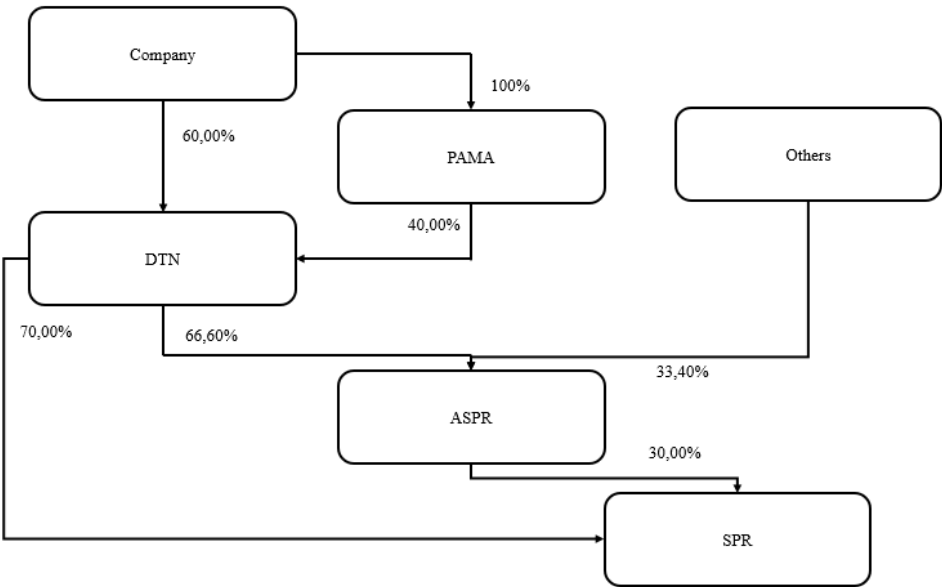 Company
100%
60,00%
PAMA
Others
40,00%
DTN
70,00%
66,60%
33,40%
ASPR
30,00%
SPR